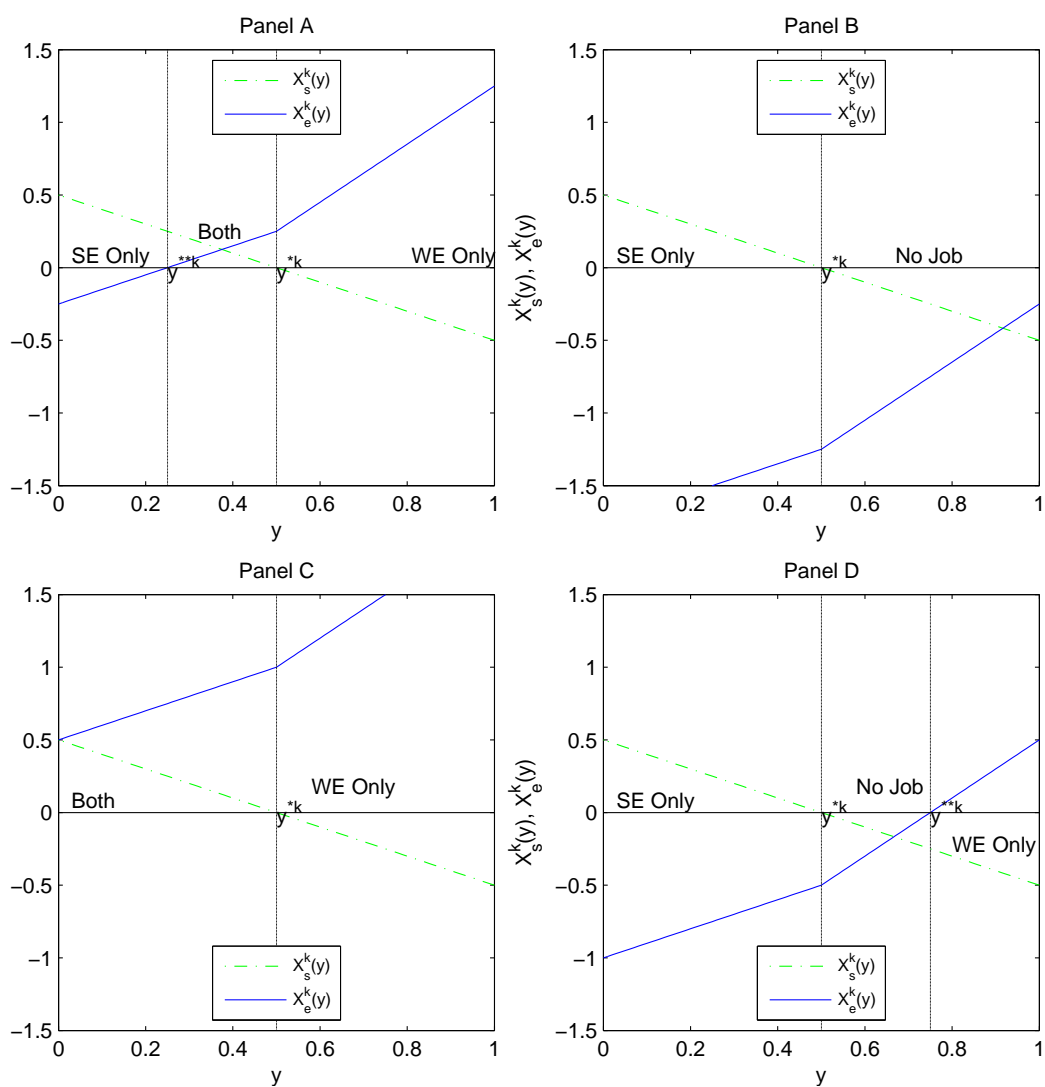 Panel A
1.5
1
0.5
0
−0.5
−1
−1.5
X_s^k(y)
X_e^k(y)
SE Only
Both
WE Only
y^{**k}
y^{*k}
0 0.2 0.4 0.6 0.8 1
y
Panel B
X_s^k(y), X_e^k(y)
1.5
1
0.5
0
−0.5
−1
−1.5
X_s^k(y)
X_e^k(y)
SE Only
No Job
y^{*k}
0 0.2 0.4 0.6 0.8 1
y
Panel C
1.5
1
0.5
0
−0.5
−1
−1.5
Both
WE Only
y^{*k}
X_s^k(y)
X_e^k(y)
0 0.2 0.4 0.6 0.8 1
y
Panel D
X_s^k(y), X_e^k(y)
1.5
1
0.5
0
−0.5
−1
−1.5
SE Only
No Job
y^{*k}
y^{**k}
WE Only
X_s^k(y)
X_e^k(y)
0 0.2 0.4 0.6 0.8 1
y